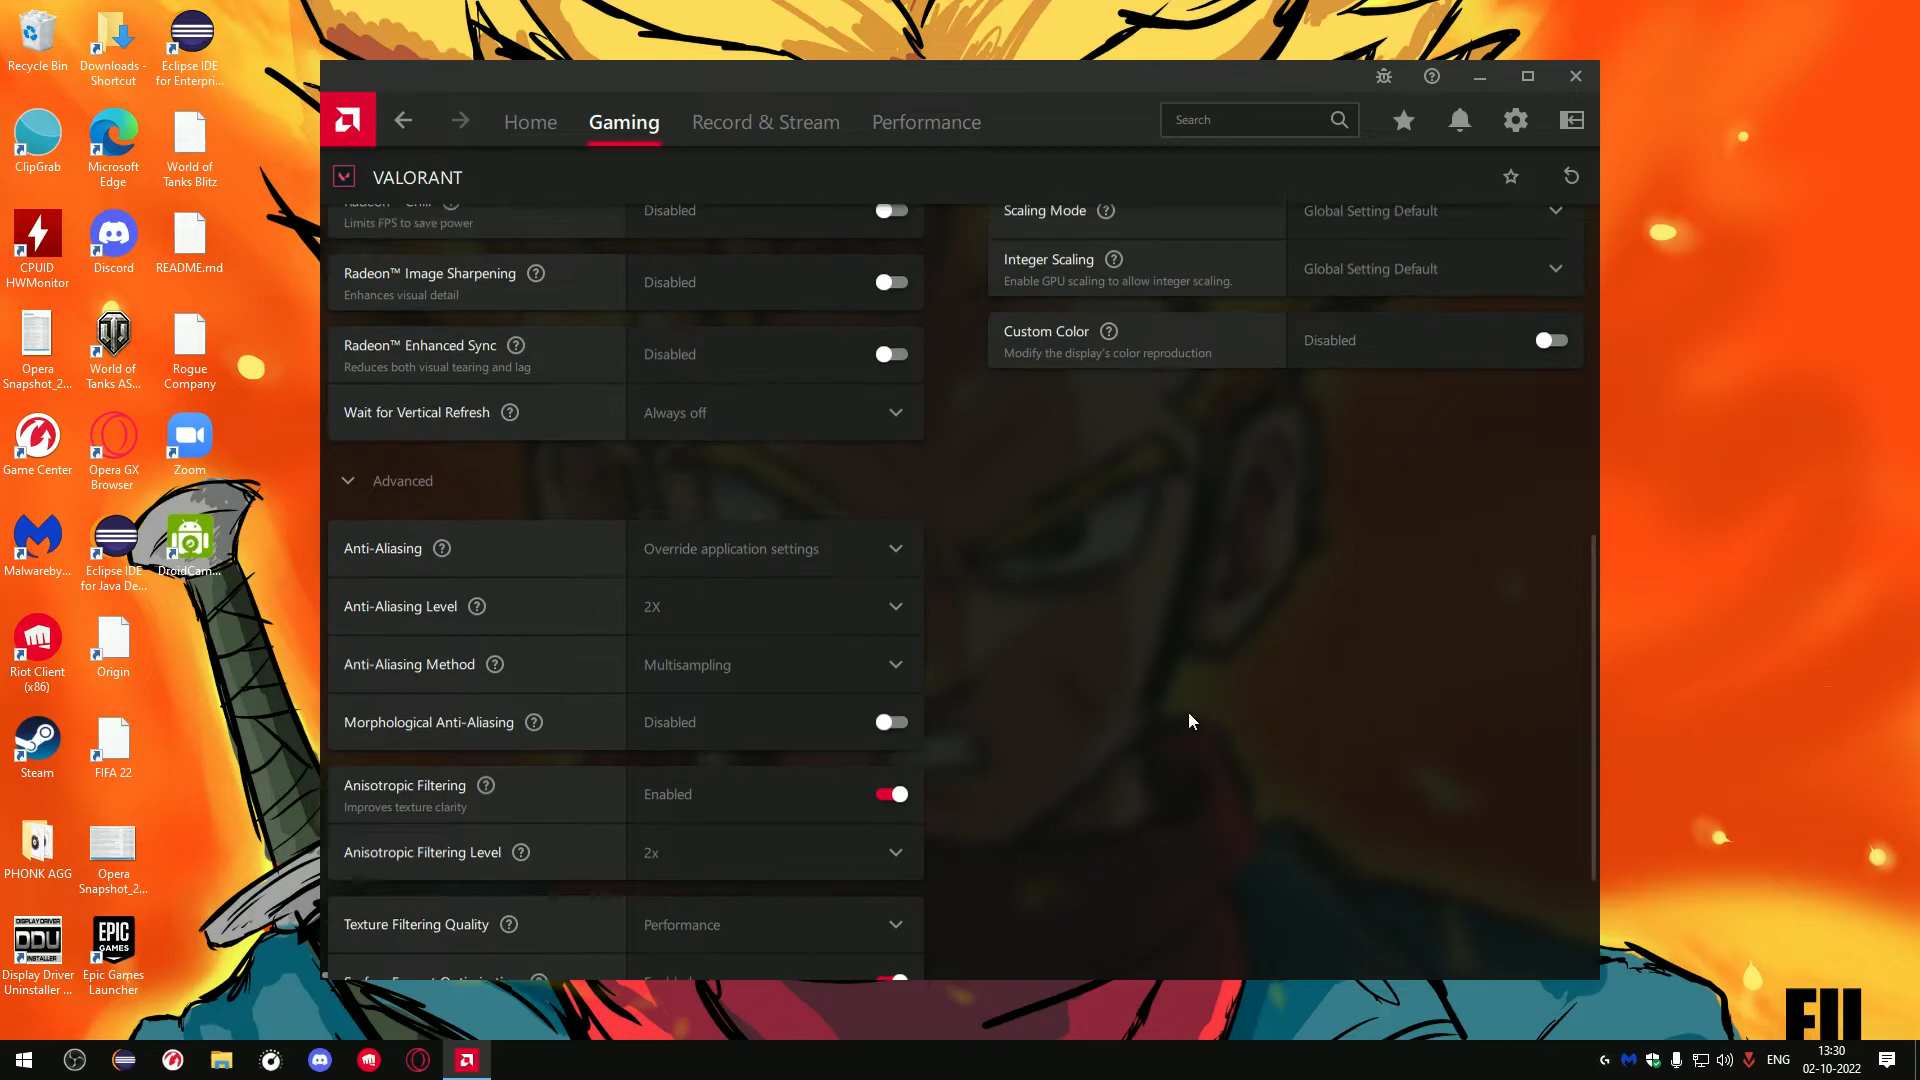 Recycle Bin
Downloads -
Shortcut
Eclipse IDE
for Enterpri...
ClipGrab
Microsoft
Edge
World of
Tanks Blitz
CPUID
HWMonitor
Discord
README.md
Opera
Snapshot_2...
World of
Tanks AS...
Rogue
Company
Game Center
Opera GX
Browser
Zoom
Malwareby...
Eclipse IDE
for Java De...
DroidCam...
Riot Client
(x86)
Origin
Steam
FIFA 22
PHONK AGG
Opera
Snapshot_2...
DISPLAY DRIVER
DDU
UNINSTALLER
Display Driver
Uninstaller ...
EPIC
GAMES
Epic Games
Launcher
Home
Gaming
Record & Stream
Performance
Search
VALORANT
Limits FPS to save power
Disabled
Radeon™ Image Sharpening
Enhances visual detail
Disabled
Radeon™ Enhanced Sync
Reduces both visual tearing and lag
Disabled
Wait for Vertical Refresh
Always off
Advanced
Anti-Aliasing
Override application settings
Anti-Aliasing Level
2X
Anti-Aliasing Method
Multisampling
Morphological Anti-Aliasing
Disabled
Anisotropic Filtering
Improves texture clarity
Enabled
Anisotropic Filtering Level
2x
Texture Filtering Quality
Performance
Scaling Mode
Global Setting Default
Integer Scaling
Enable GPU scaling to allow integer scaling.
Global Setting Default
Custom Color
Modify the display's color reproduction
Disabled
ENG
13:30
02-10-2022